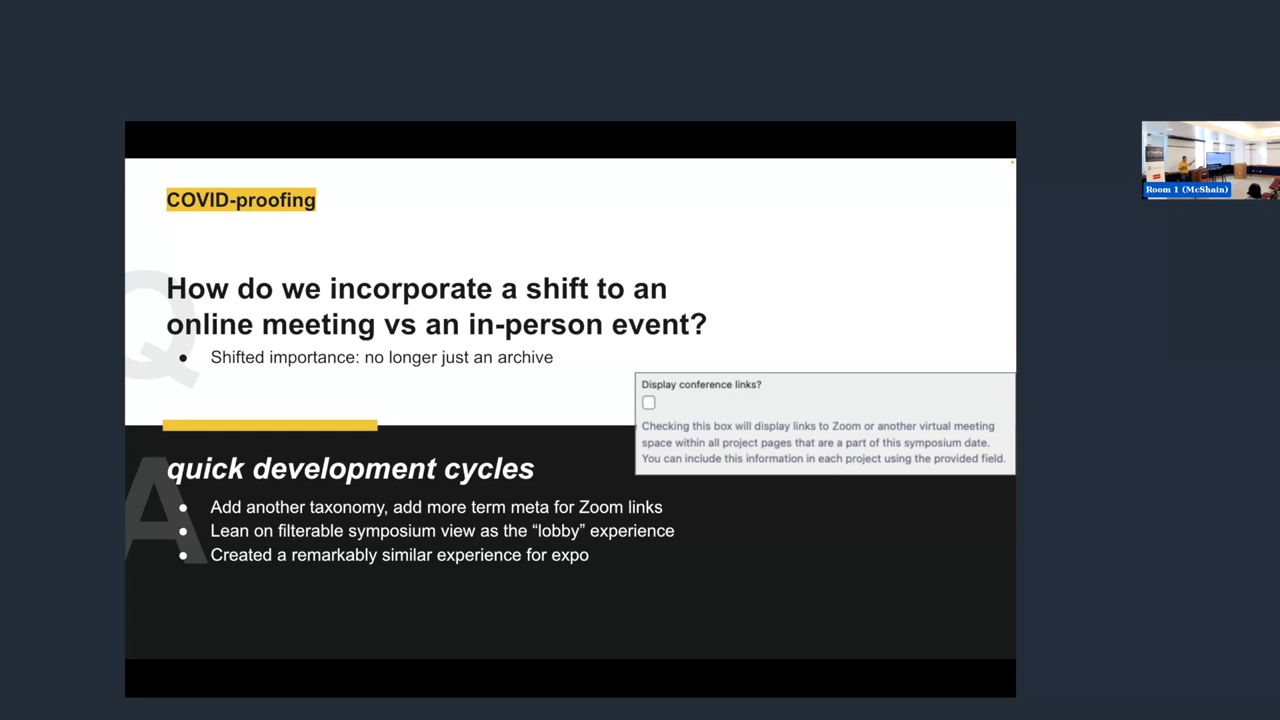 COVID-proofing
Q
How do we incorporate a shift to an
online meeting vs an in-person event?
● Shifted importance: no longer just an archive
Display conference links?
Checking this box will display links to Zoom or another virtual meeting
space within all project pages that are a part of this symposium date.
You can include this information in each project using the provided field.
A
quick development cycles
● Add another taxonomy, add more term meta for Zoom links
● Lean on filterable symposium view as the “lobby” experience
● Created a remarkably similar experience for expo
Room 1 (McShain)